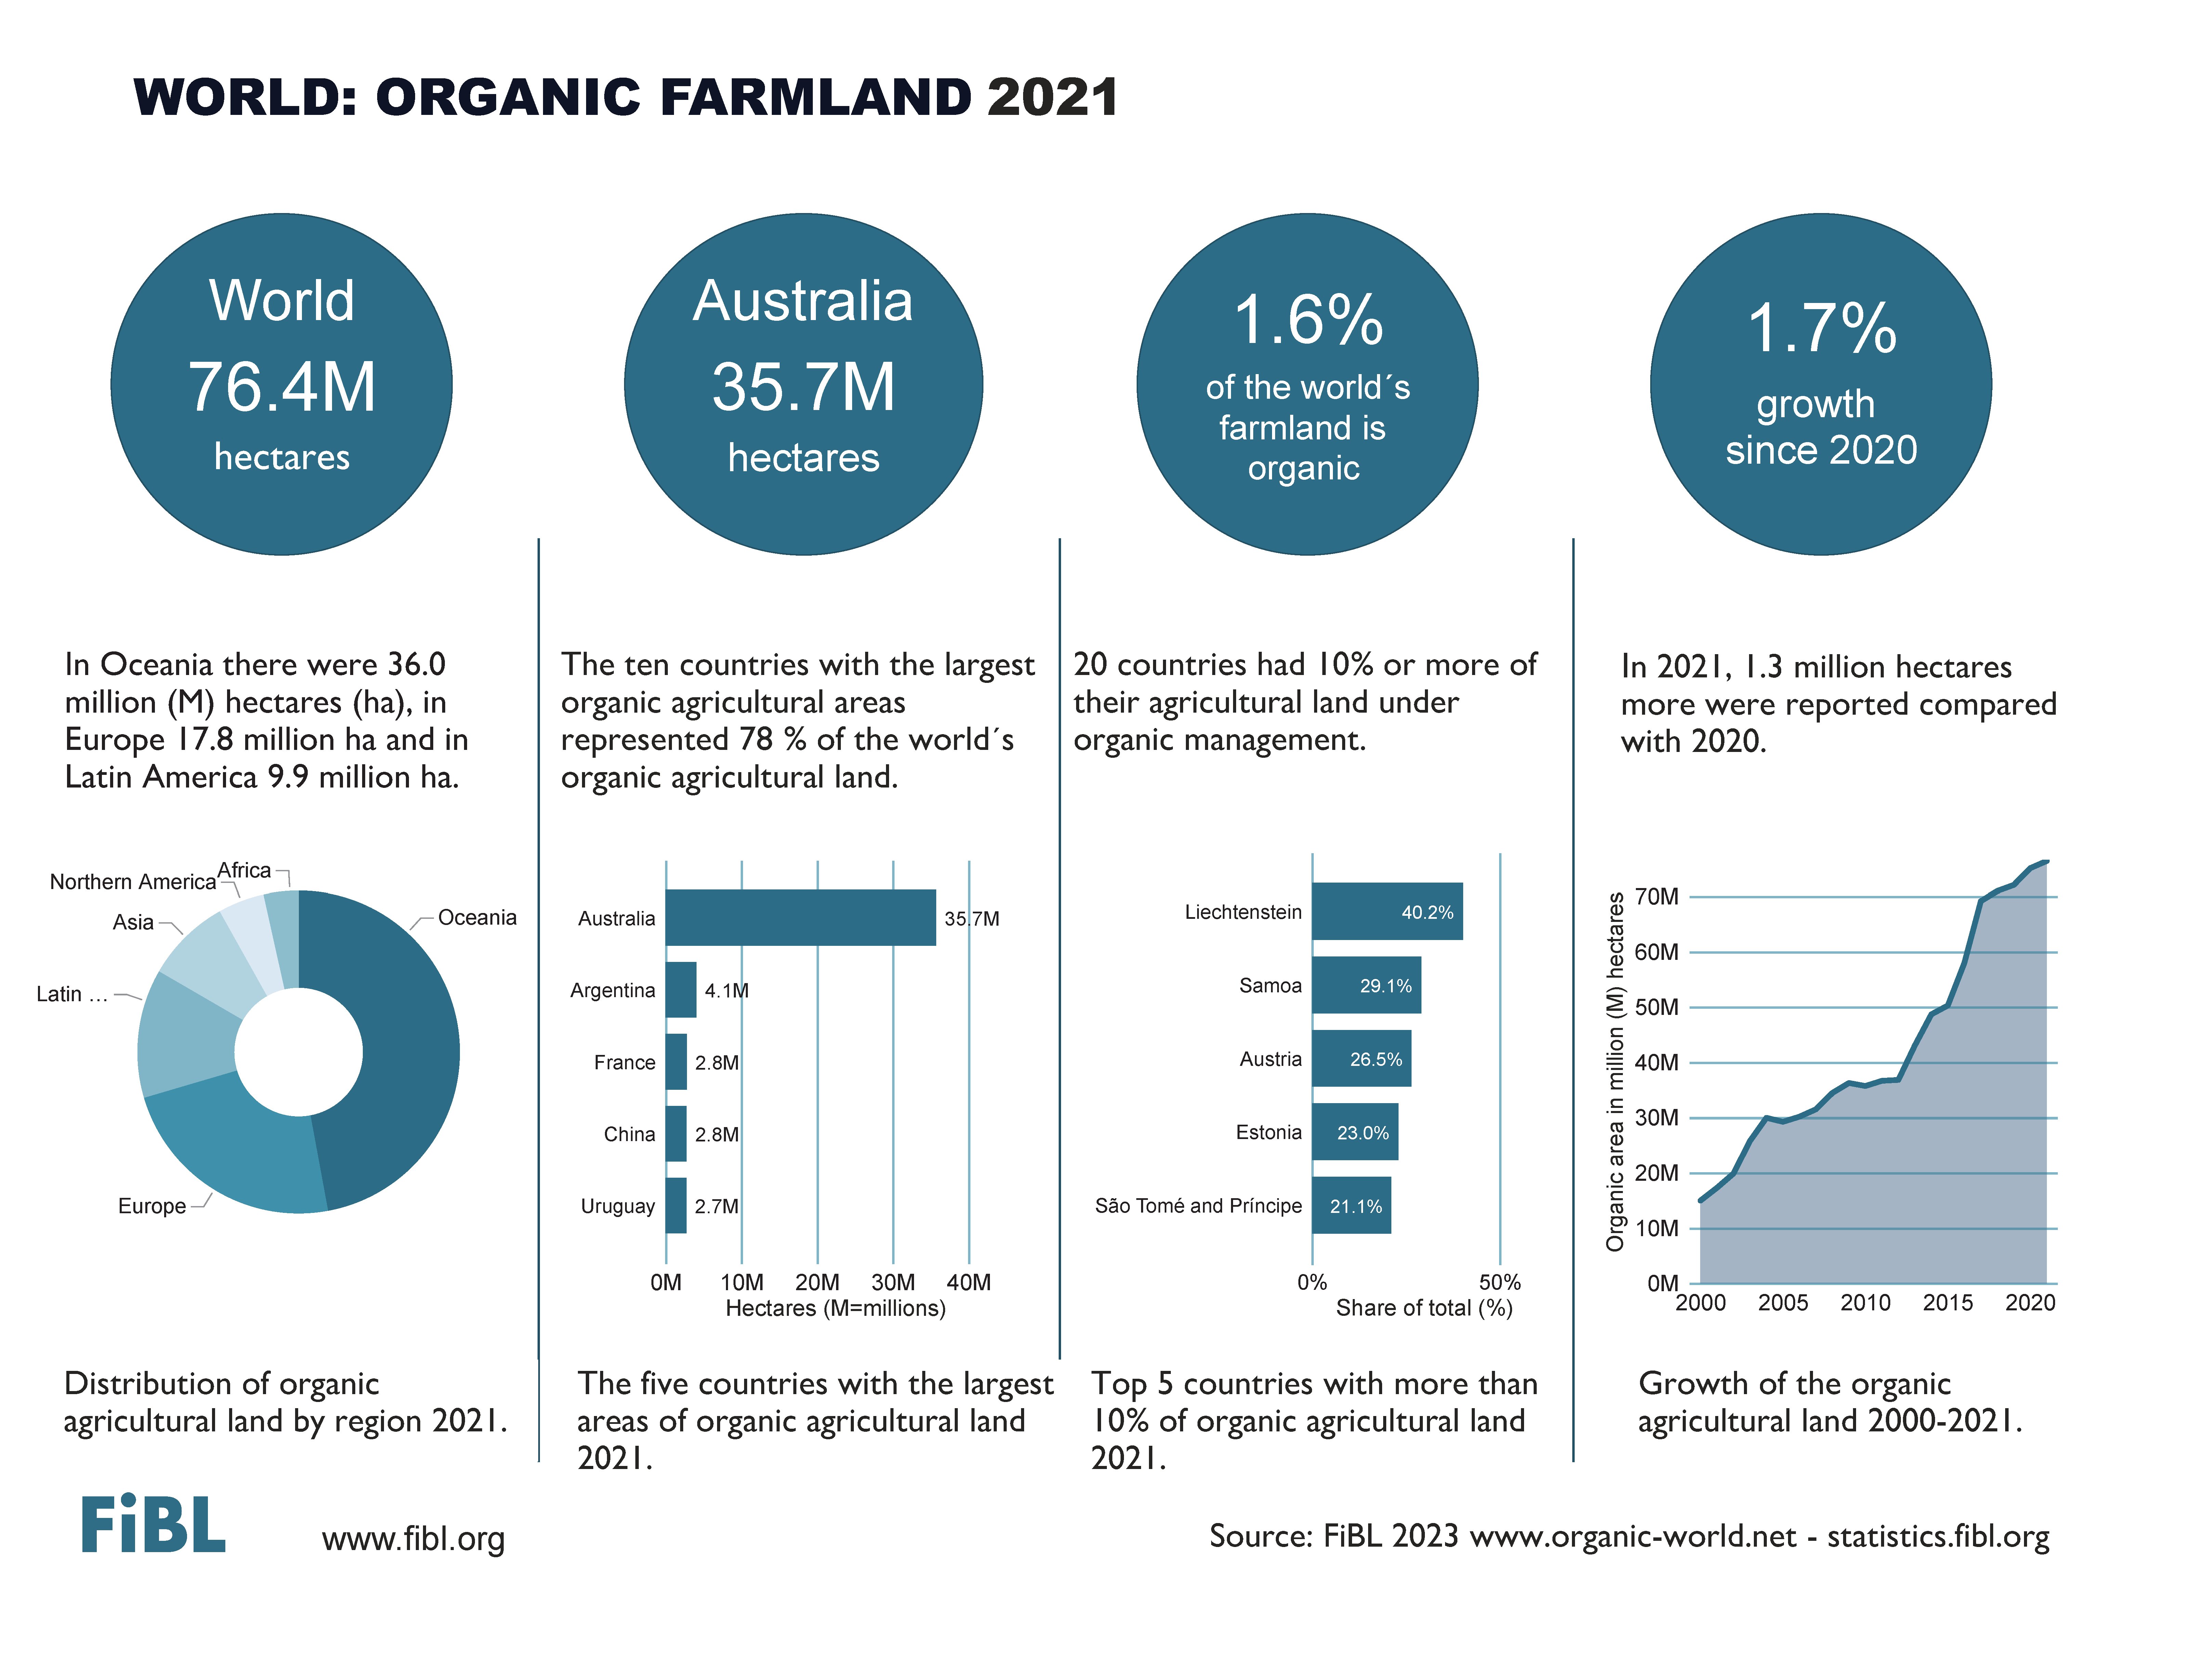 WORLD: ORGANIC FARMLAND 2021
World
76.4M
hectares
Australia
35.7M
hectares
1.6%
of the world´s
farmland is
organic
1.7%
growth
since 2020
In Oceania there were 36.0
million (M) hectares (ha), in
Europe 17.8 million ha and in
Latin America 9.9 million ha.
The ten countries with the largest
organic agricultural areas
represented 78 % of the world´s
organic agricultural land.
20 countries had 10% or more of
their agricultural land under
organic management.
In 2021, 1.3 million hectares
more were reported compared
with 2020.
Africa
Northern America
Asia
Oceania
Latin …
Europe
Australia 35.7M
Argentina 4.1M
France 2.8M
China 2.8M
Uruguay 2.7M
0M 10M 20M 30M 40M
Hectares (M=millions)
Liechtenstein 40.2%
Samoa 29.1%
Austria 26.5%
Estonia 23.0%
São Tomé and Príncipe 21.1%
0% 50%
Share of total (%)
Organic area in million (M) hectares
70M
60M
50M
40M
30M
20M
10M
0M
2000 2005 2010 2015 2020
Distribution of organic
agricultural land by region 2021.
The five countries with the largest
areas of organic agricultural land
2021.
Top 5 countries with more than
10% of organic agricultural land
2021.
Growth of the organic
agricultural land 2000-2021.
FiBL
www.fibl.org
Source: FiBL 2023 www.organic-world.net - statistics.fibl.org